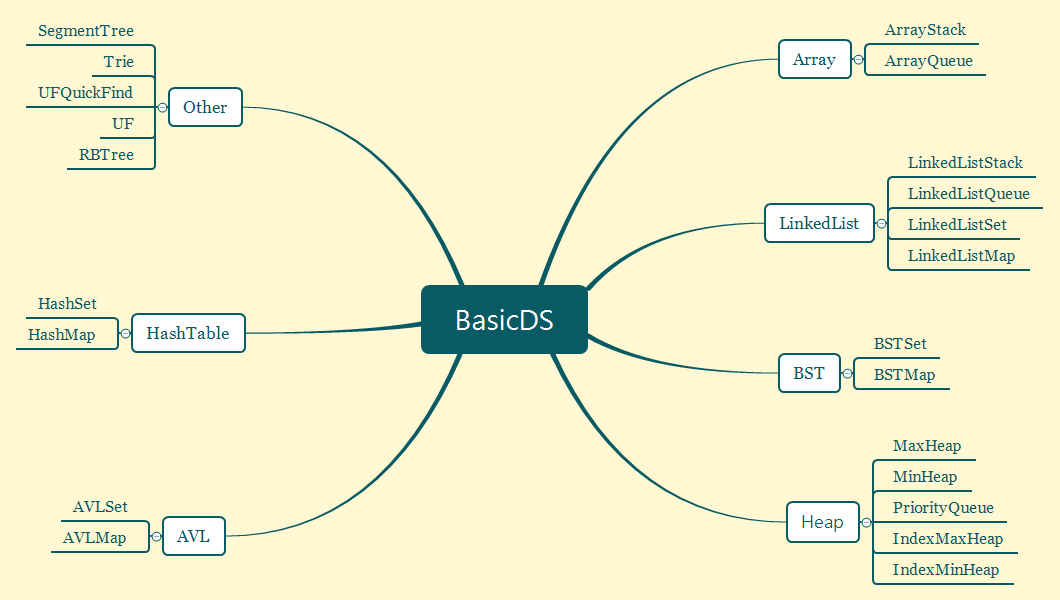 BasicDS
Array
ArrayStack
ArrayQueue
LinkedList
LinkedListStack
LinkedListQueue
LinkedListSet
LinkedListMap
BST
BSTSet
BSTMap
Heap
MaxHeap
MinHeap
PriorityQueue
IndexMaxHeap
IndexMinHeap
Other
SegmentTree
Trie
UFQuickFind
UF
RBTree
HashTable
HashSet
HashMap
AVL
AVLSet
AVLMap